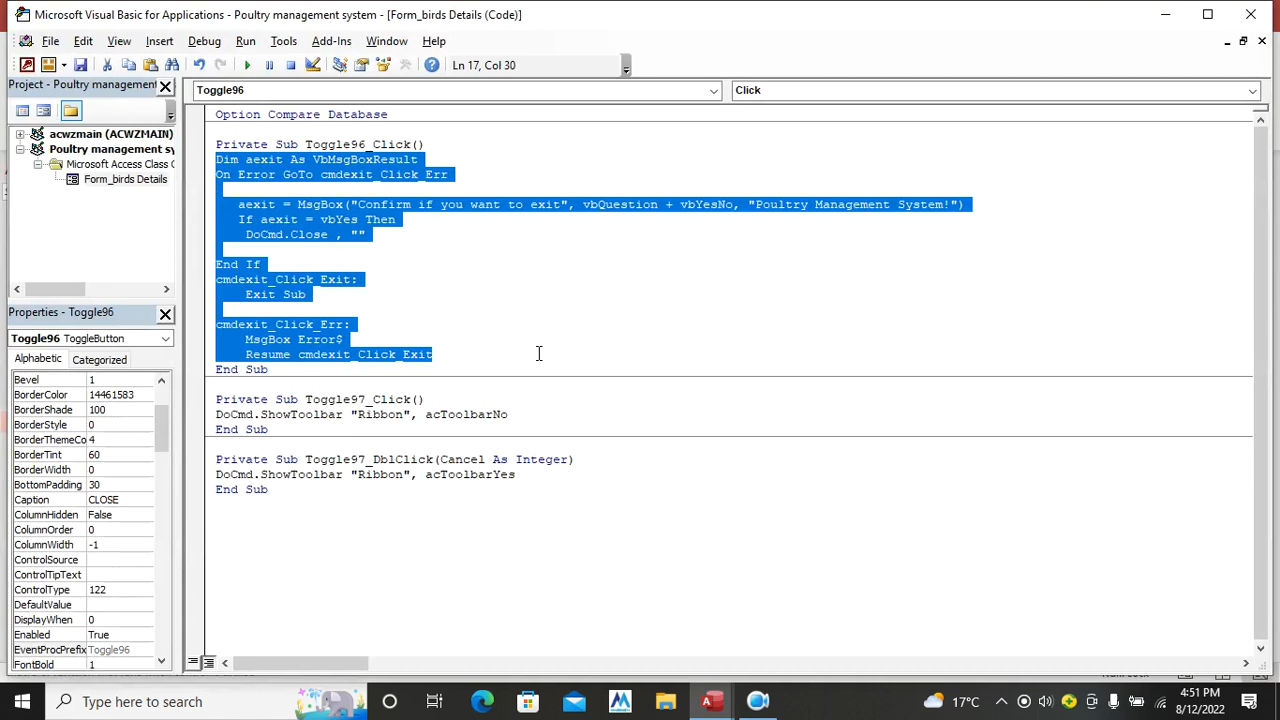 Microsoft Visual Basic for Applications - Poultry management system - [Form_birds Details (Code)]
File Edit View Insert Format Debug Run Tools Add-Ins Window Help
Ln 17, Col 30
Project - Poultry management
acwzmain (ACWZMAIN)
Poultry management sy
Microsoft Access Class O
Form_birds Details
Properties - Toggle96
Toggle96 ToggleButton
Alphabetic Categorized
Bevel 1
BorderColor 14461583
BorderShade 100
BorderStyle 0
BorderThemeCo 4
BorderTint 60
BorderWidth 0
BottomPadding 30
Caption CLOSE
ColumnHidden False
ColumnOrder 0
ColumnWidth -1
ControlSource
ControlTipText
ControlType 122
DefaultValue
DisplayWhen 0
Enabled True
EventProcPrefix Toggle96
FontBold 1
Toggle96 Click
Option Compare Database
Private Sub Toggle96_Click()
Dim aexit As VbMsgBoxResult
On Error GoTo cmdexit_Click_Err
aexit = MsgBox("Confirm if you want to exit", vbQuestion + vbYesNo, "Poultry Management System!")
If aexit = vbYes Then
DoCmd.Close , ""
End If
cmdexit_Click_Exit:
Exit Sub
cmdexit_Click_Err:
MsgBox Error$
Resume cmdexit_Click_Exit
End Sub
Private Sub Toggle97_Click()
DoCmd.ShowToolbar "Ribbon", acToolbarNo
End Sub
Private Sub Toggle97_DblClick(Cancel As Integer)
DoCmd.ShowToolbar "Ribbon", acToolbarYes
End Sub
Type here to search
17°C
4:51 PM
8/12/2022